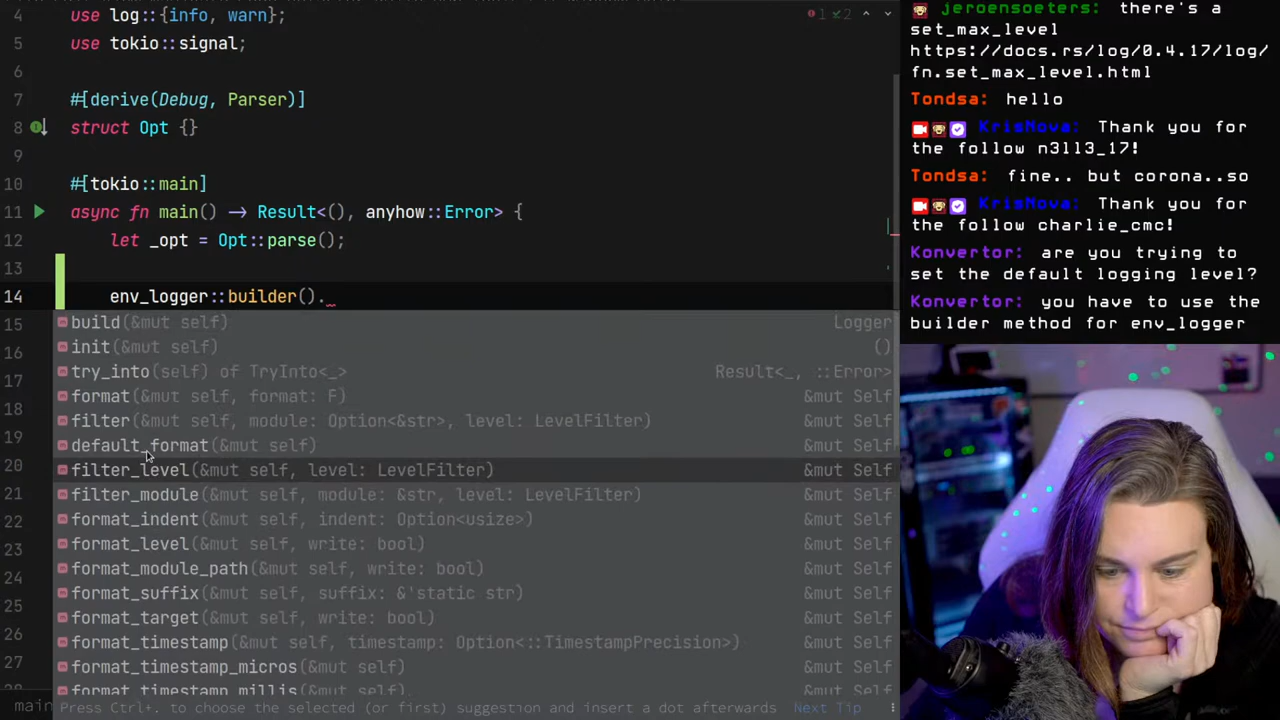 4 use log::{info, warn};
1 2
5 use tokio::signal;
6
7 #[derive(Debug, Parser)]
8 struct Opt {}
9
10 #[tokio::main]
11 async fn main() → Result<(), anyhow::Error> {
12 let _opt = Opt::parse();
13
14 env_logger::builder()._
15 build(&mut self) Logger
16 init(&mut self) ()
17 try_into(self) of TryInto<_> Result<_, ::Error>
18 format(&mut self, format: F) &mut Self
filter(&mut self, module: Option<&str>, level: LevelFilter) &mut Self
19 default_format(&mut self) &mut Self
20 filter_level(&mut self, level: LevelFilter) &mut Self
21 filter_module(&mut self, module: &str, level: LevelFilter) &mut Self
22 format_indent(&mut self, indent: Option<usize>) &mut Self
23 format_level(&mut self, write: bool) &mut Self
24 format_module_path(&mut self, write: bool) &mut Self
format_suffix(&mut self, suffix: &'static str) &mut Self
25 format_target(&mut self, write: bool) &mut Self
26 format_timestamp(&mut self, timestamp: Option<::TimestampPrecision>) &mut Self
27 format_timestamp_micros(&mut self) &mut Self
format_timestamp_millis(&mut self) &mut Self
main Press Ctrl+. to choose the selected (or first) suggestion and insert a dot afterwards Next Tip
jeroensoeters: there's a
set_max_level
https://docs.rs/log/0.4.17/log/
fn.set_max_level.html
Tondsa: hello
KrisNova: Thank you for
the follow n3ll3_17!
Tondsa: fine.. but corona..so
KrisNova: Thank you for
the follow charlie_cmc!
Konvertor: are you trying to
set the default logging level?
Konvertor: you have to use the
builder method for env_logger